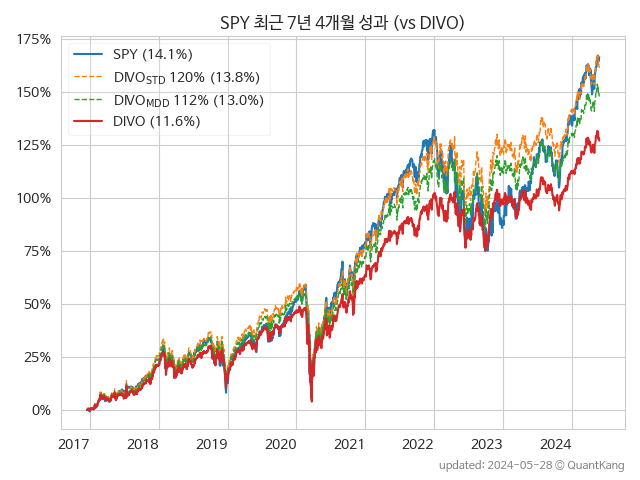 SPY 최근 7년 4개월 성과 (vs DIVO)
SPY (14.1%)
DIVO_STD 120% (13.8%)
DIVO_MDD 112% (13.0%)
DIVO (11.6%)
175%
150%
125%
100%
75%
50%
25%
0%
2017 2018 2019 2020 2021 2022 2023 2024
updated: 2024-05-28 © QuantKang